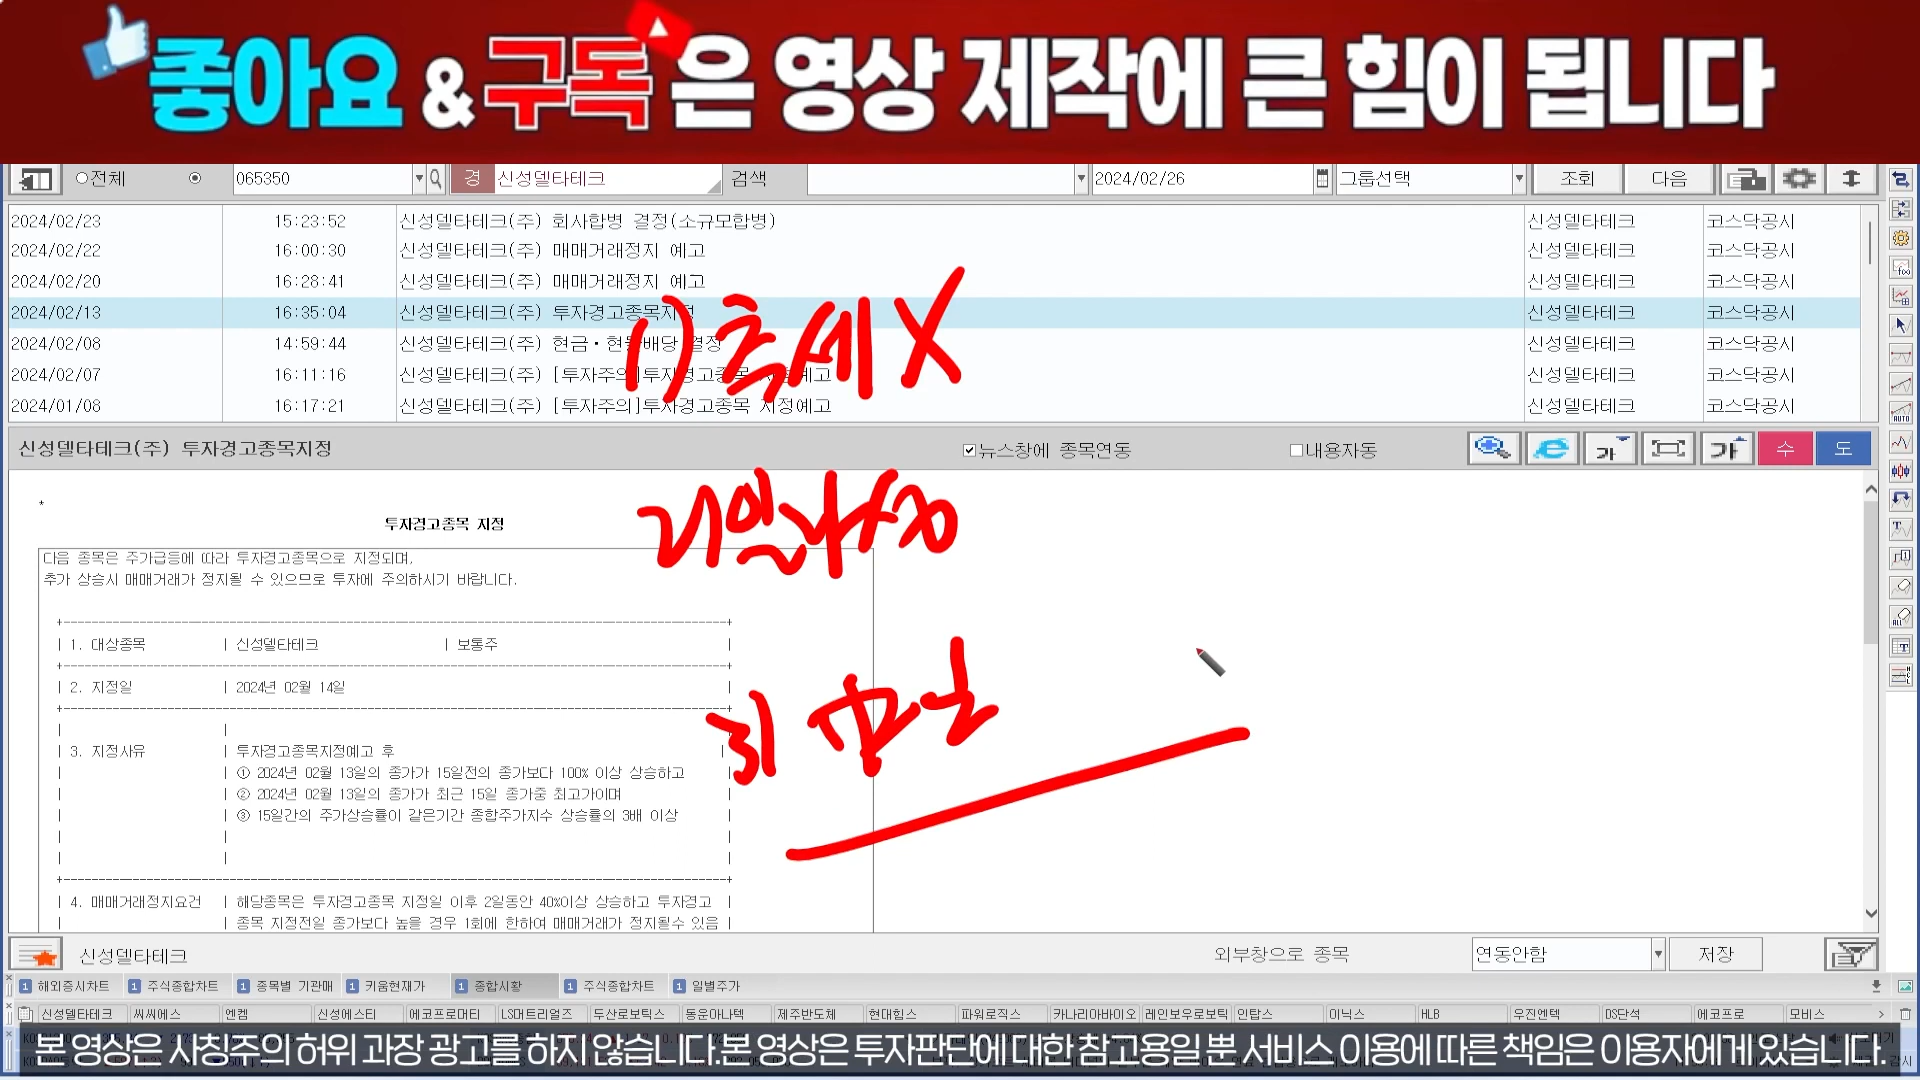 좋아요 & 구독 은 영상 제작에 큰 힘이 됩니다
전체 065350 경 신성델타테크 검색 2024/02/26 그룹선택 조회 다음
2024/02/23 15:23:52 신성델타테크(주) 회사합병 결정(소규모합병) 신성델타테크 코스닥공시
2024/02/22 16:00:30 신성델타테크(주) 매매거래정지 예고 신성델타테크 코스닥공시
2024/02/20 16:28:41 신성델타테크(주) 매매거래정지 예고 신성델타테크 코스닥공시
2024/02/13 16:35:04 신성델타테크(주) 투자경고종목지정 신성델타테크 코스닥공시
2024/02/08 14:59:44 신성델타테크(주) 현금·현물배당 결정 신성델타테크 코스닥공시
2024/02/07 16:11:16 신성델타테크(주) [투자주의]투자경고종목 지정예고 신성델타테크 코스닥공시
2024/01/08 16:17:21 신성델타테크(주) [투자주의]투자경고종목 지정예고 신성델타테크 코스닥공시
1) 추세 X
신성델타테크(주) 투자경고종목지정 뉴스창에 종목연동 내용자동 가 가 수 도
*
투자경고종목 지정
다음 종목은 주가급등에 따라 투자경고종목으로 지정되며,
추가 상승시 매매거래가 정지될 수 있으므로 투자에 주의하시기 바랍니다.
1. 대상종목 | 신성델타테크 | 보통주
2. 지정일 | 2024년 02월 14일
3. 지정사유 | 투자경고종목지정예고 후
① 2024년 02월 13일의 종가가 15일전의 종가보다 100% 이상 상승하고
② 2024년 02월 13일의 종가가 최근 15일 종가중 최고가이며
③ 15일간의 주가상승률이 같은기간 종합주가지수 상승률의 3배 이상
4. 매매거래정지요건 | 해당종목은 투자경고종목 지정일 이후 2일동안 40%이상 상승하고 투자경고
종목 지정전일 종가보다 높을 경우 1회에 한하여 매매거래가 정지될수 있음
신성델타테크 외부창으로 종목 연동안함 저장
1 해외증시차트 1 주식종합차트 1 종목별 기관매 1 키움현재가 1 종합시황 1 주식종합차트 1 일별주가
신성델타테크 씨씨에스 엔켐 신성에스티 에코프로머티 LS머트리얼즈 두산로보틱스 동운아나텍 제주반도체 현대힘스 파워로직스 카나리아바이오 레인보우로보틱 인탑스 이닉스 HLB 우진엔텍 DS단석 에코프로 모비스
본 영상은 사칭주의 허위 과장 광고를 하지 않습니다.본 영상은 투자판단에 대한 참고용일 뿐 서비스 이용에 따른 책임은 이용자에게 있습니다.